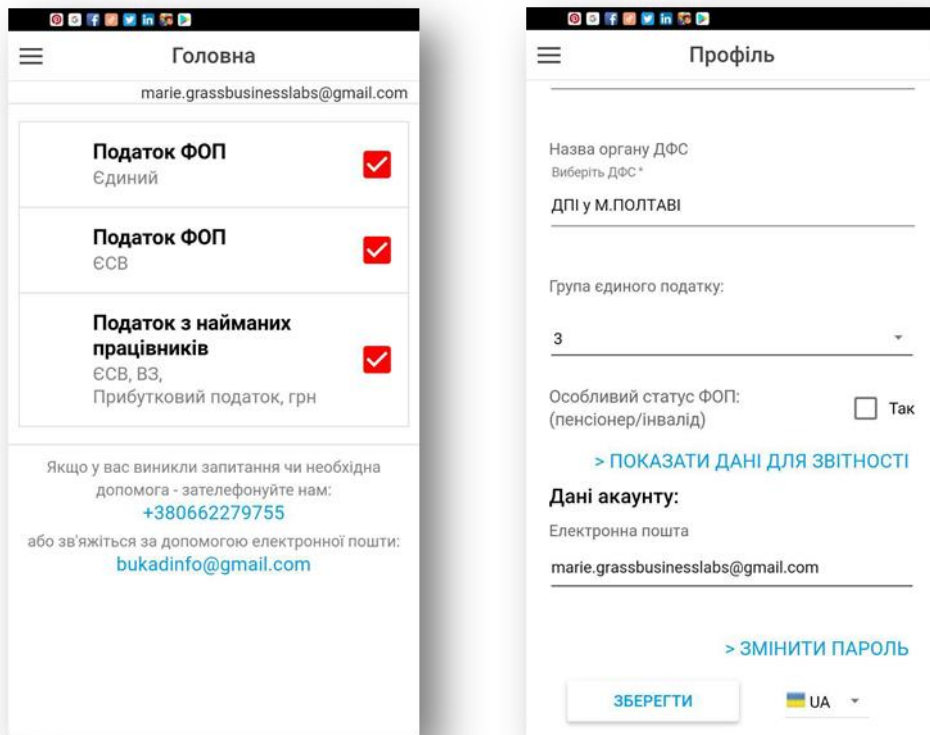 Головна
marie.grassbusinesslabs@gmail.com
Податок ФОП
Єдиний
Податок ФОП
ЄСВ
Податок з найманих
працівників
ЄСВ, ВЗ,
Прибутковий податок, грн
Якщо у вас виникли запитання чи необхідна
допомога - зателефонуйте нам:
+380662279755
або зв'яжіться за допомогою електронної пошти:
bukadinfo@gmail.com
Профіль
Назва органу ДФС
Виберіть ДФС *
ДПІ у М.ПОЛТАВІ
Група єдиного податку:
3
Особливий статус ФОП:
(пенсіонер/інвалід)
Так
> ПОКАЗАТИ ДАНІ ДЛЯ ЗВІТНОСТІ
Дані акаунту:
Електронна пошта
marie.grassbusinesslabs@gmail.com
> ЗМІНИТИ ПАРОЛЬ
ЗБЕРЕГТИ
UA